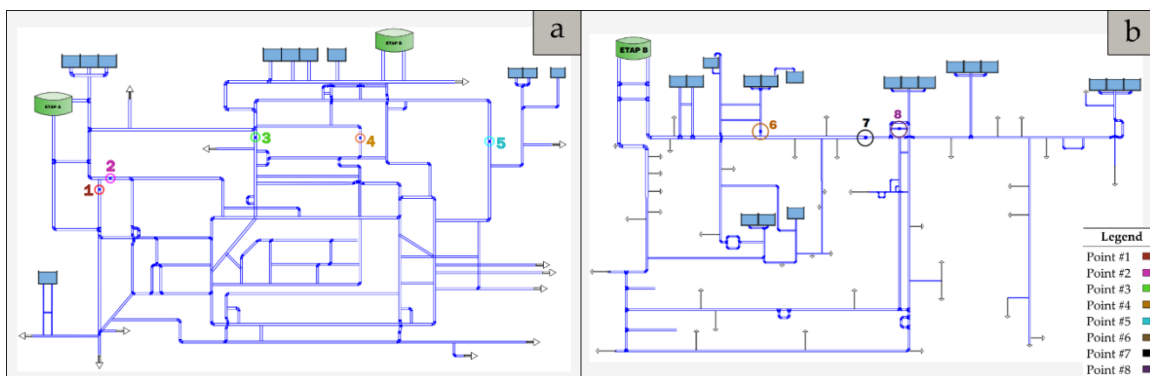 a
ETAP B
ETAP A
1
2
3
4
5
b
ETAP B
6
7
8
Legend
Point #1
Point #2
Point #3
Point #4
Point #5
Point #6
Point #7
Point #8